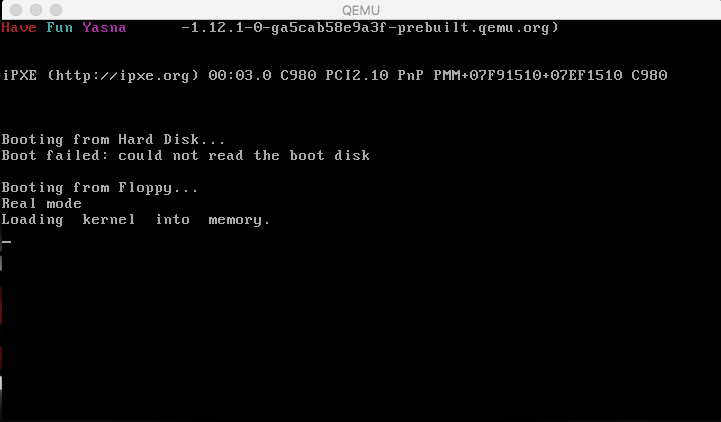 QEMU
Have Fun Yasna -1.12.1-0-ga5cab58e9a3f-prebuilt.qemu.org)
iPXE (http://ipxe.org) 00:03.0 C980 PCI2.10 PnP PMM+07F91510+07EF1510 C980
Booting from Hard Disk...
Boot failed: could not read the boot disk
Booting from Floppy...
Real mode
Loading kernel into memory.